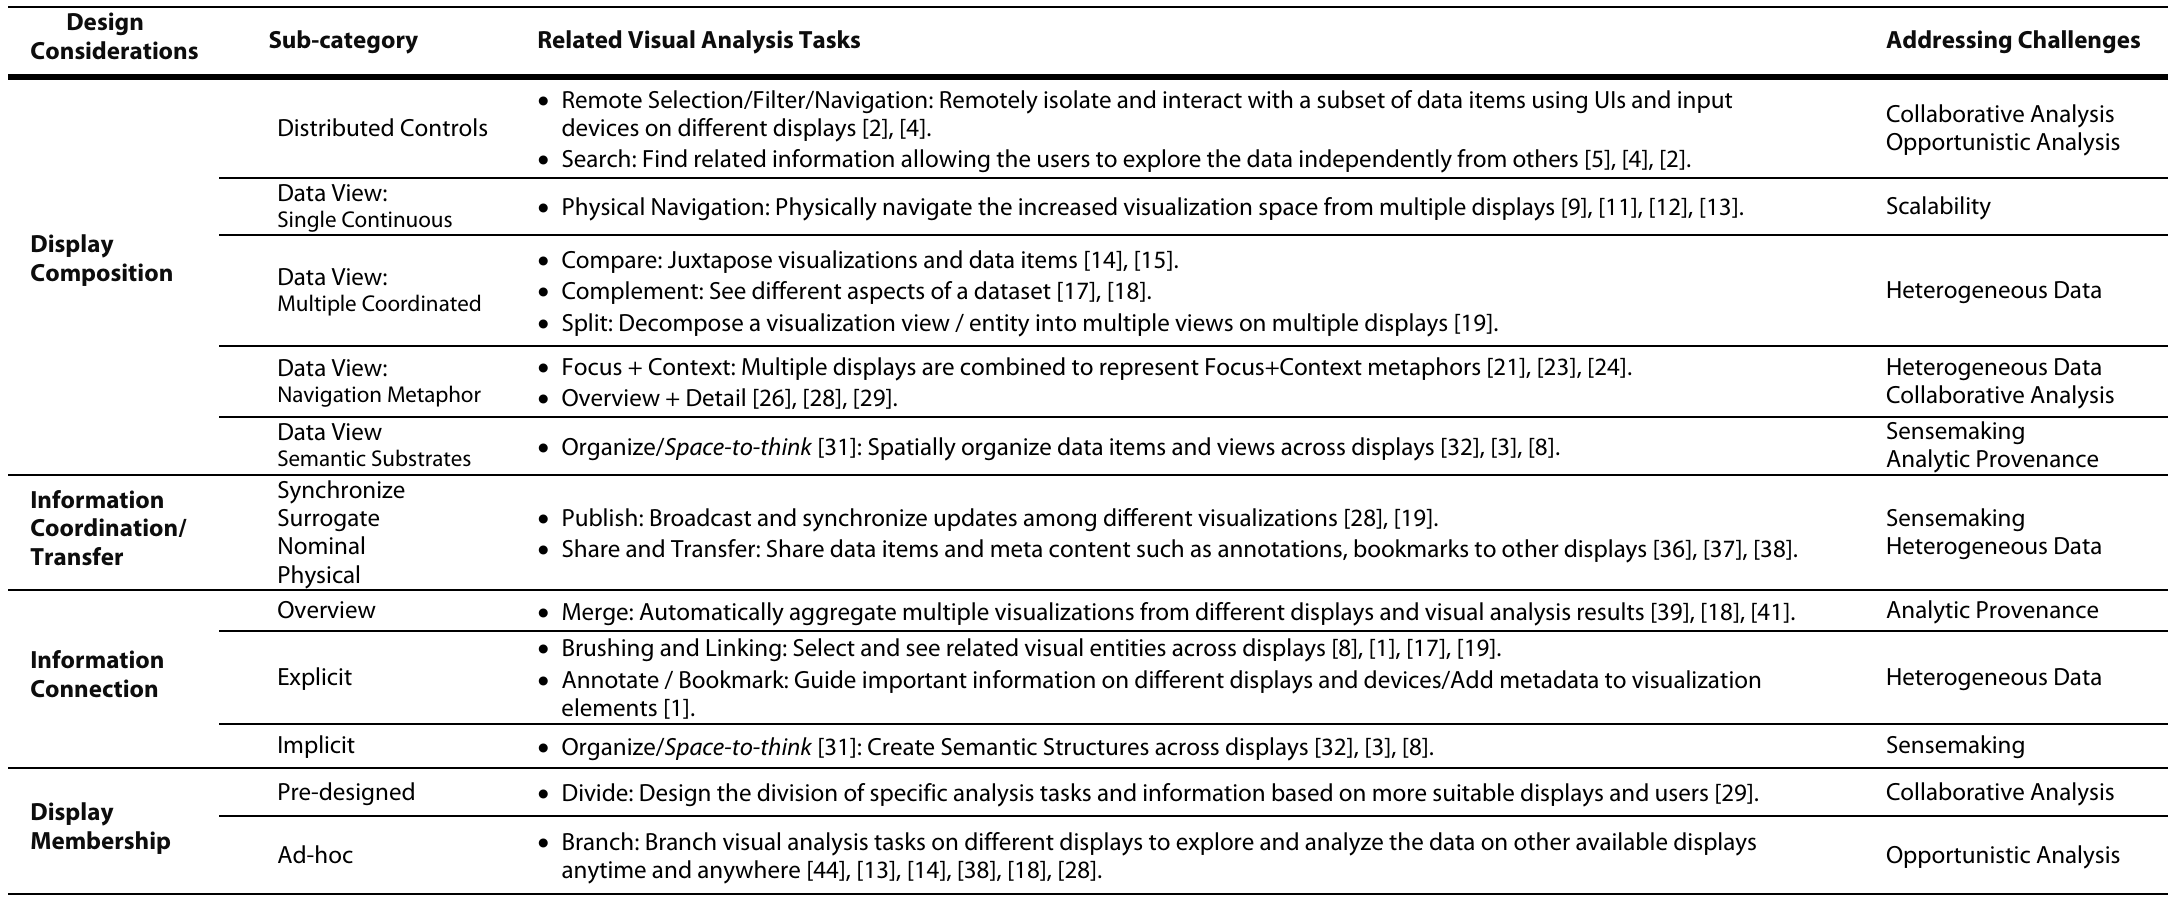 Design
Considerations
Sub-category
Related Visual Analysis Tasks
Addressing Challenges
Display
Composition
Distributed Controls
• Remote Selection/Filter/Navigation: Remotely isolate and interact with a subset of data items using UIs and input
devices on different displays [2], [4].
• Search: Find related information allowing the users to explore the data independently from others [5], [4], [2].
Collaborative Analysis
Opportunistic Analysis
Data View:
Single Continuous
• Physical Navigation: Physically navigate the increased visualization space from multiple displays [9], [11], [12], [13].
Scalability
Data View:
Multiple Coordinated
• Compare: Juxtapose visualizations and data items [14], [15].
• Complement: See different aspects of a dataset [17], [18].
• Split: Decompose a visualization view / entity into multiple views on multiple displays [19].
Heterogeneous Data
Data View:
Navigation Metaphor
• Focus + Context: Multiple displays are combined to represent Focus+Context metaphors [21], [23], [24].
• Overview + Detail [26], [28], [29].
Heterogeneous Data
Collaborative Analysis
Data View
Semantic Substrates
• Organize/Space-to-think [31]: Spatially organize data items and views across displays [32], [3], [8].
Sensemaking
Analytic Provenance
Information
Coordination/
Transfer
Synchronize
Surrogate
Nominal
Physical
• Publish: Broadcast and synchronize updates among different visualizations [28], [19].
• Share and Transfer: Share data items and meta content such as annotations, bookmarks to other displays [36], [37], [38].
Sensemaking
Heterogeneous Data
Information
Connection
Overview
• Merge: Automatically aggregate multiple visualizations from different displays and visual analysis results [39], [18], [41].
Analytic Provenance
Explicit
• Brushing and Linking: Select and see related visual entities across displays [8], [1], [17], [19].
• Annotate / Bookmark: Guide important information on different displays and devices/Add metadata to visualization
elements [1].
Heterogeneous Data
Implicit
• Organize/Space-to-think [31]: Create Semantic Structures across displays [32], [3], [8].
Sensemaking
Display
Membership
Pre-designed
• Divide: Design the division of specific analysis tasks and information based on more suitable displays and users [29].
Collaborative Analysis
Ad-hoc
• Branch: Branch visual analysis tasks on different displays to explore and analyze the data on other available displays
anytime and anywhere [44], [13], [14], [38], [18], [28].
Opportunistic Analysis